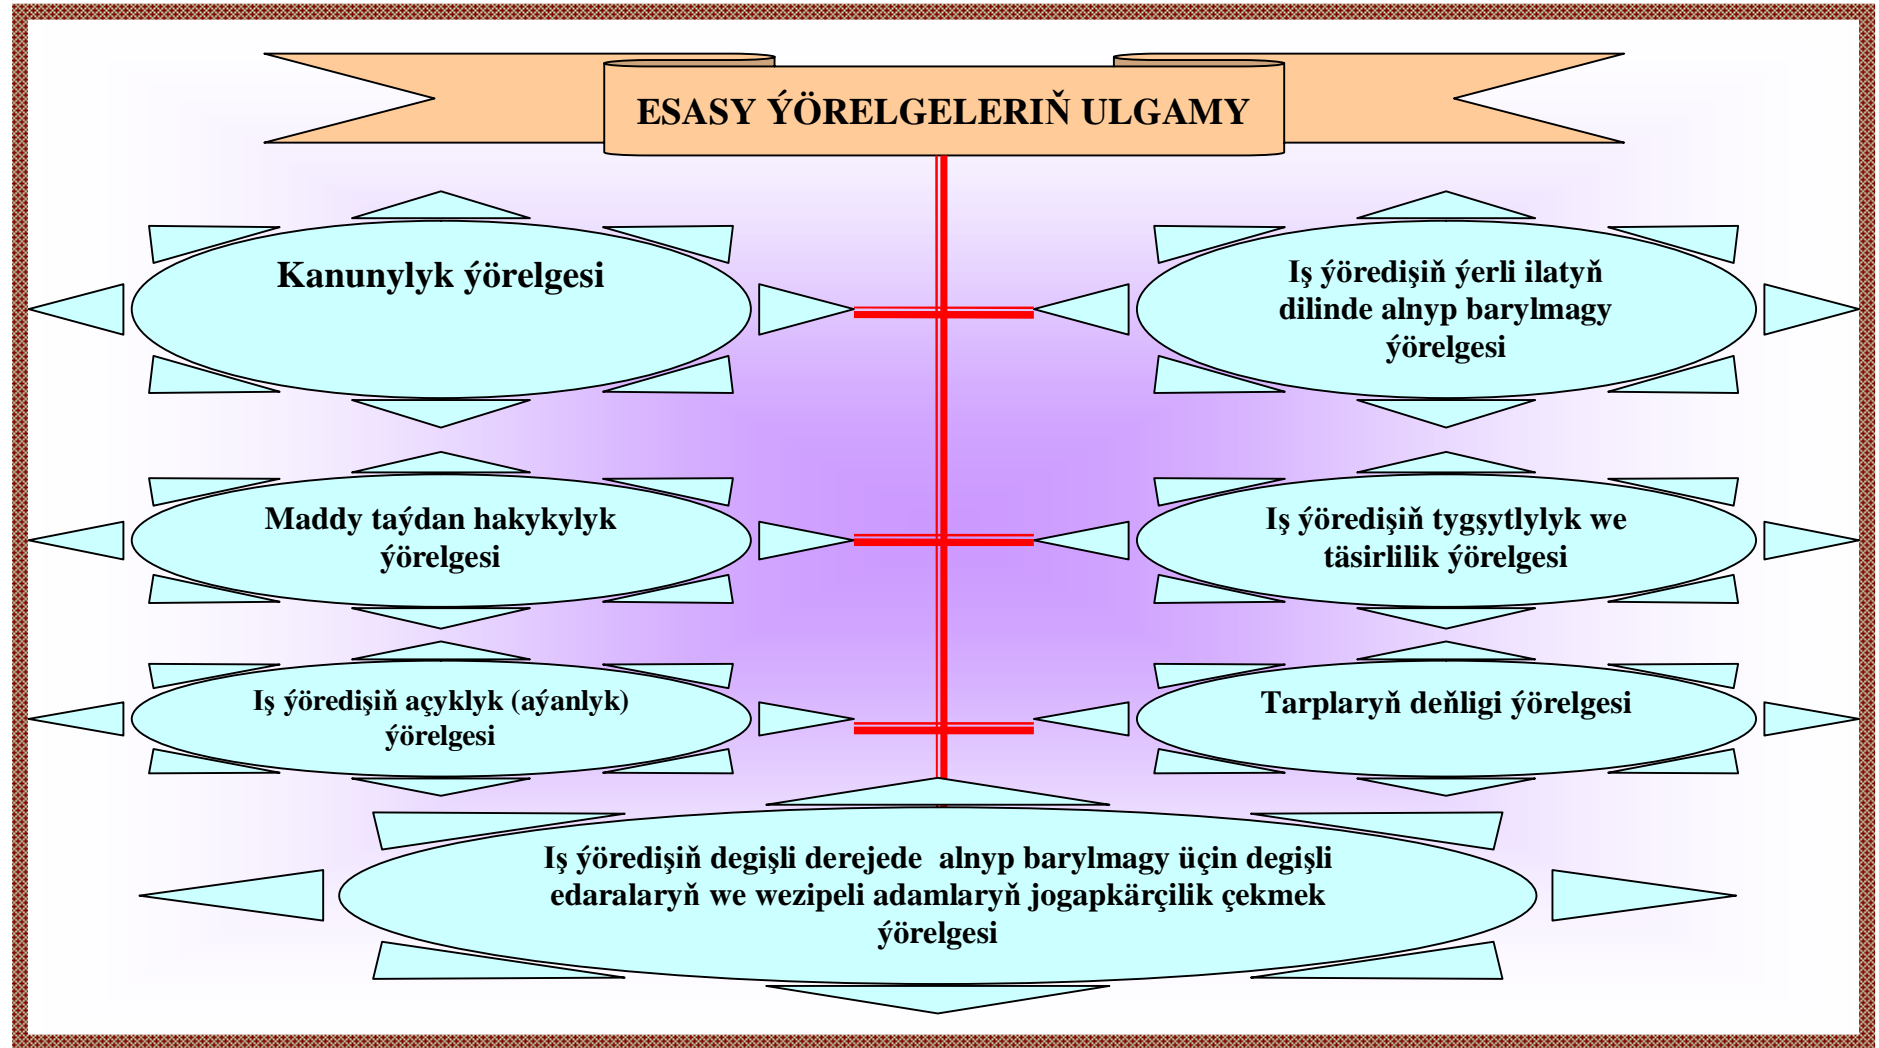 ESASY ÝÖRELGELERIŇ ULGAMY
Kanunylyk ýörelgesi
Iş ýöredişiň ýerli ilatyň
dilinde alnyp barylmagy
ýörelgesi
Maddy taýdan hakykylyk
ýörelgesi
Iş ýöredişiň tygşytlylyk we
täsirlilik ýörelgesi
Iş ýöredişiň açyklyk (aýanlyk)
ýörelgesi
Tarplaryň deňligi ýörelgesi
Iş ýöredişiň degişli derejede  alnyp barylmagy üçin degişli
edaralaryň we wezipeli adamlaryň jogapkärçilik çekmek
ýörelgesi